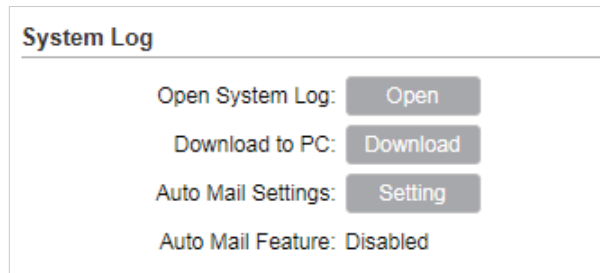 System Log
Open System Log: Open
Download to PC: Download
Auto Mail Settings: Setting
Auto Mail Feature: Disabled